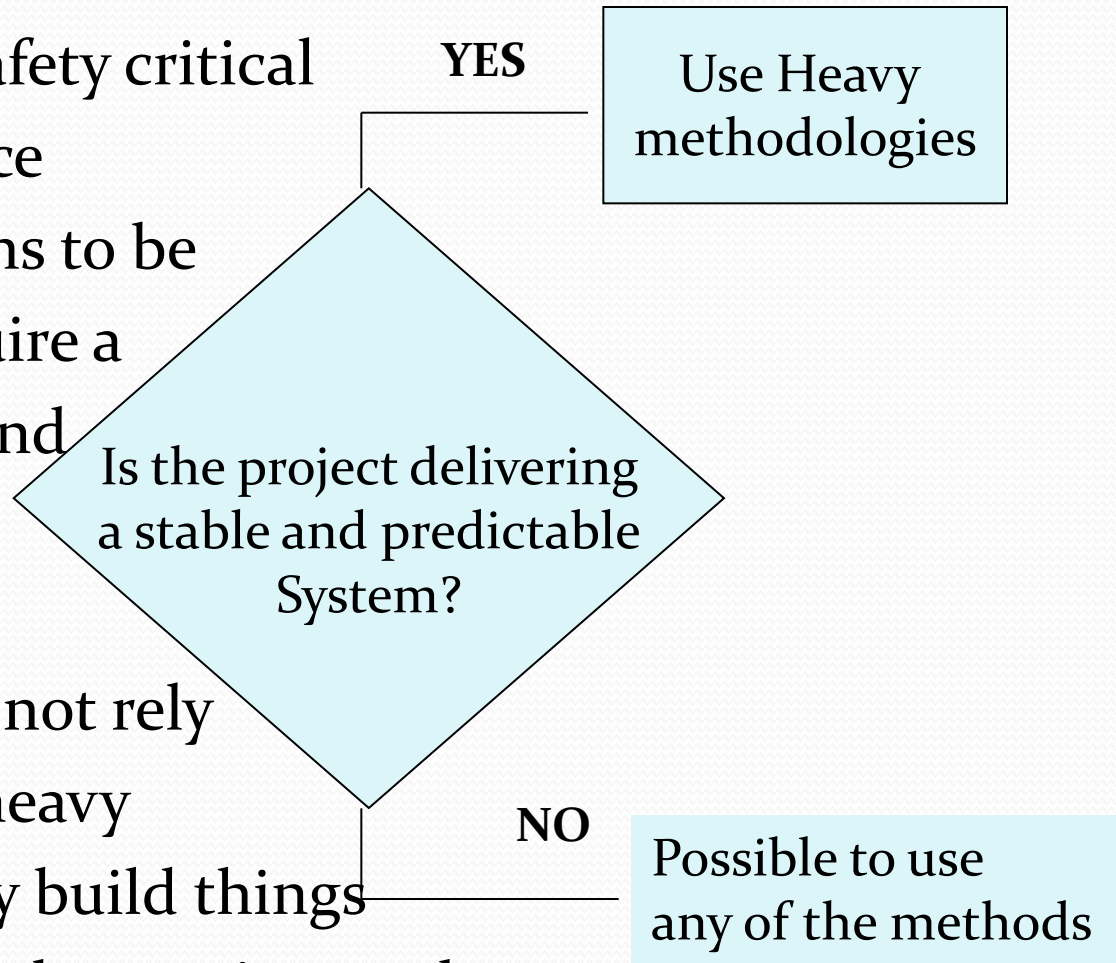 afety critical
ce
ns to be
uire a
nd
not rely
heavy
y build things
YES
Use Heavy
methodologies
Is the project delivering
a stable and predictable
System?
NO
Possible to use
any of the methods